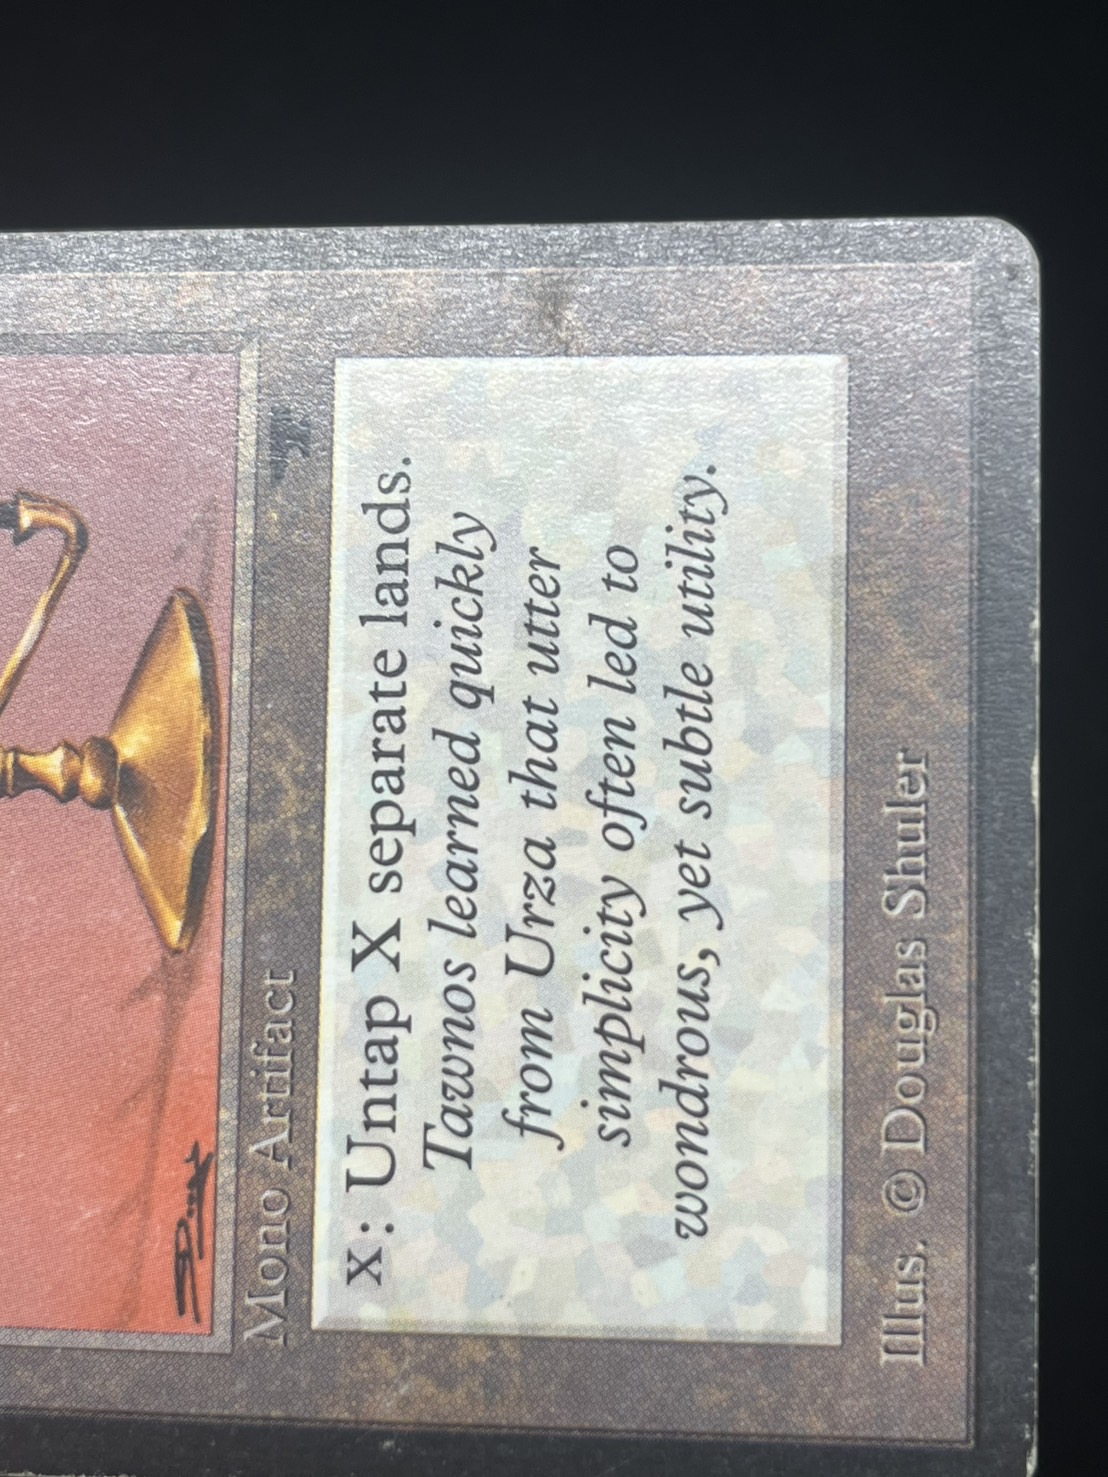 Mono Artifact
X: Untap X separate lands.
Tawnos learned quickly
from Urza that utter
simplicity often led to
wondrous, yet subtle utility.
Illus. © Douglas Shuler